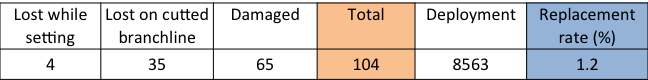 Lost while setting | Lost on cutted branchline | Damaged | Total | Deployment | Replacement rate (%)
4 | 35 | 65 | 104 | 8563 | 1.2